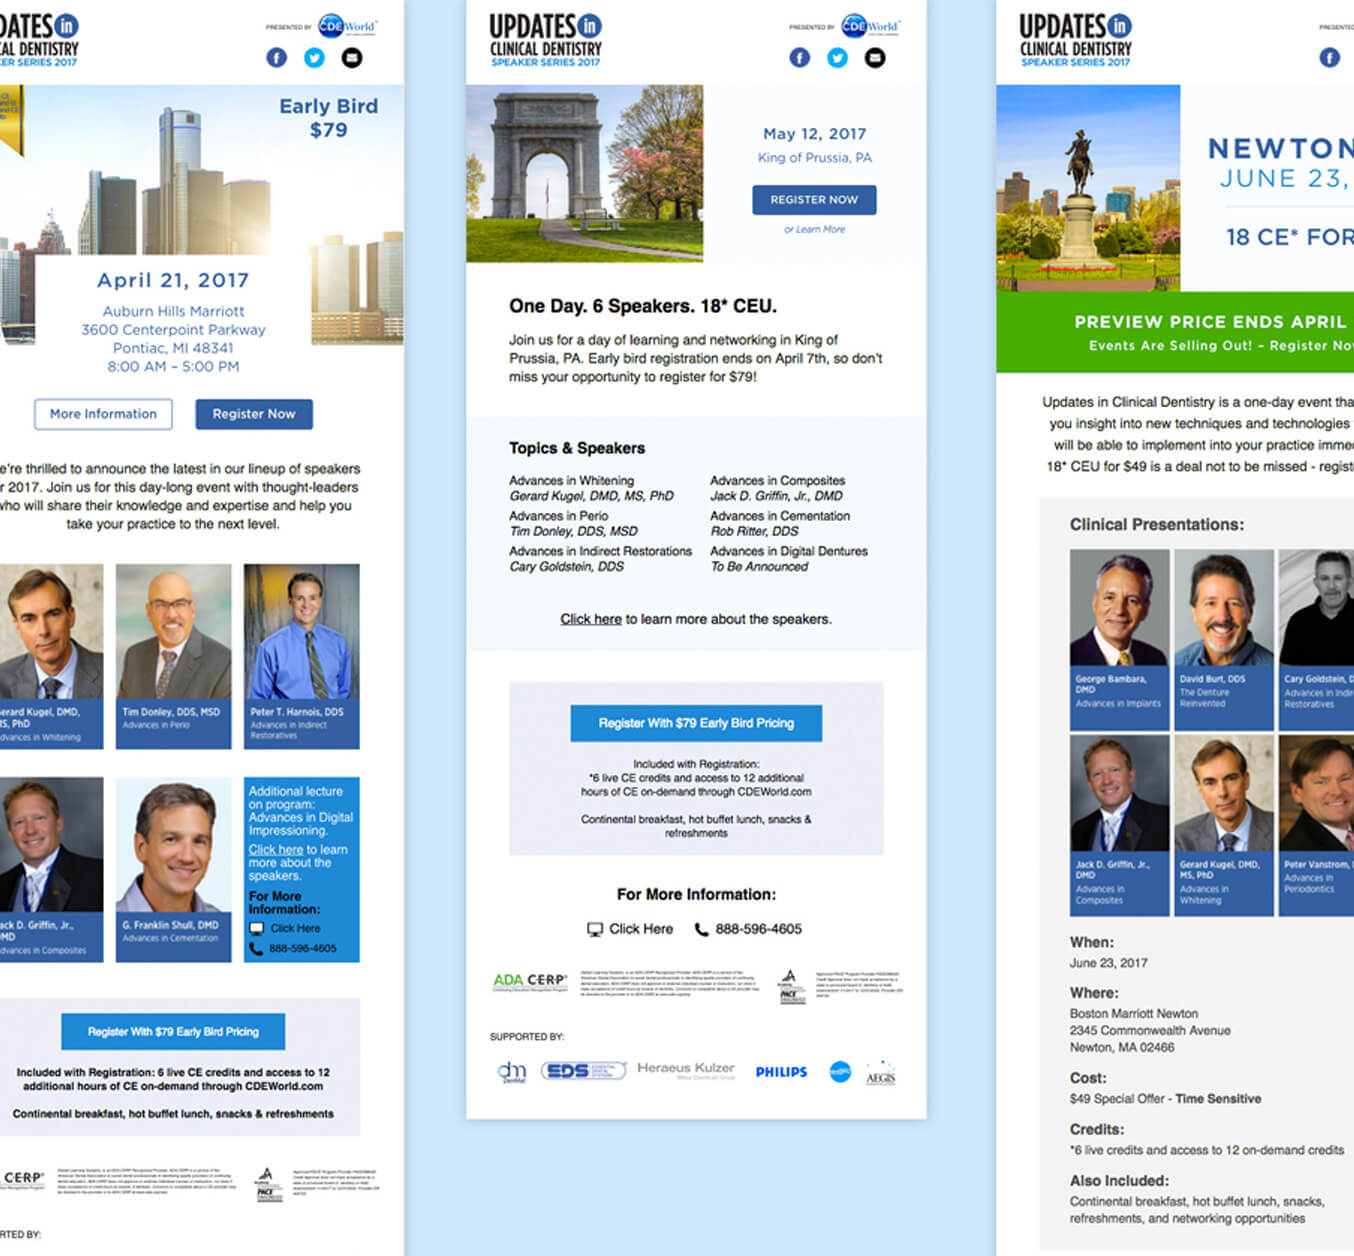 DATES in
CAL DENTISTRY
KER SERIES 2017
PRESENTED BY CDEWorld
Early Bird
$79
April 21, 2017
Auburn Hills Marriott
3600 Centerpoint Parkway
Pontiac, MI 48341
8:00 AM – 5:00 PM
More Information
Register Now
e're thrilled to announce the latest in our lineup of speakers
r 2017. Join us for this day-long event with thought-leaders
who will share their knowledge and expertise and help you
take your practice to the next level.
erard Kugel, DMD,
MS, PhD
dvances in Whitening
Tim Donley, DDS, MSD
Advances in Perio
Peter T. Harnois, DDS
Advances in Indirect
Restoratives
ack D. Griffin, Jr.,
DMD
dvances in Composites
G. Franklin Shull, DMD
Advances in Cementation
Additional lecture
on program:
Advances in Digital
Impressioning.
Click here to learn
more about the
speakers.
For More
Information:
Click Here
888-596-4605
Register With $79 Early Bird Pricing
Included with Registration: 6 live CE credits and access to 12
additional hours of CE on-demand through CDEWorld.com
Continental breakfast, hot buffet lunch, snacks & refreshments
CERP®
PACE
RTED BY:
UPDATES in
CLINICAL DENTISTRY
SPEAKER SERIES 2017
PRESENTED BY CDEWorld
May 12, 2017
King of Prussia, PA
REGISTER NOW
or Learn More
One Day. 6 Speakers. 18* CEU.
Join us for a day of learning and networking in King of
Prussia, PA. Early bird registration ends on April 7th, so don't
miss your opportunity to register for $79!
Topics & Speakers
Advances in Whitening
Gerard Kugel, DMD, MS, PhD
Advances in Perio
Tim Donley, DDS, MSD
Advances in Indirect Restorations
Cary Goldstein, DDS
Advances in Composites
Jack D. Griffin, Jr., DMD
Advances in Cementation
Rob Ritter, DDS
Advances in Digital Dentures
To Be Announced
Click here to learn more about the speakers.
Register With $79 Early Bird Pricing
Included with Registration:
*6 live CE credits and access to 12 additional
hours of CE on-demand through CDEWorld.com
Continental breakfast, hot buffet lunch, snacks &
refreshments
For More Information:
Click Here
888-596-4605
ADA CERP®
Continuing Education Recognition Program
PACE
SUPPORTED BY:
dm
DenMat
EDS
Heraeus Kulzer
Mitsui Chemicals Group
PHILIPS
AEGIS
UPDATES in
CLINICAL DENTISTRY
SPEAKER SERIES 2017
PRESENTED
NEWTON
JUNE 23,
18 CE* FOR
PREVIEW PRICE ENDS APRIL
Events Are Selling Out! – Register Now
Updates in Clinical Dentistry is a one-day event tha
you insight into new techniques and technologies
will be able to implement into your practice imme
18* CEU for $49 is a deal not to be missed - regist
Clinical Presentations:
George Bambara,
DMD
Advances in Implants
David Burt, DDS
The Denture
Reinvented
Cary Goldstein, D
Advances in Indir
Restoratives
Jack D. Griffin, Jr.,
DMD
Advances in
Composites
Gerard Kugel, DMD,
MS, PhD
Advances in
Whitening
Peter Vanstrom,
Advances in
Periodontics
When:
June 23, 2017
Where:
Boston Marriott Newton
2345 Commonwealth Avenue
Newton, MA 02466
Cost:
$49 Special Offer - Time Sensitive
Credits:
*6 live credits and access to 12 on-demand credits
Also Included:
Continental breakfast, hot buffet lunch, snacks,
refreshments, and networking opportunities